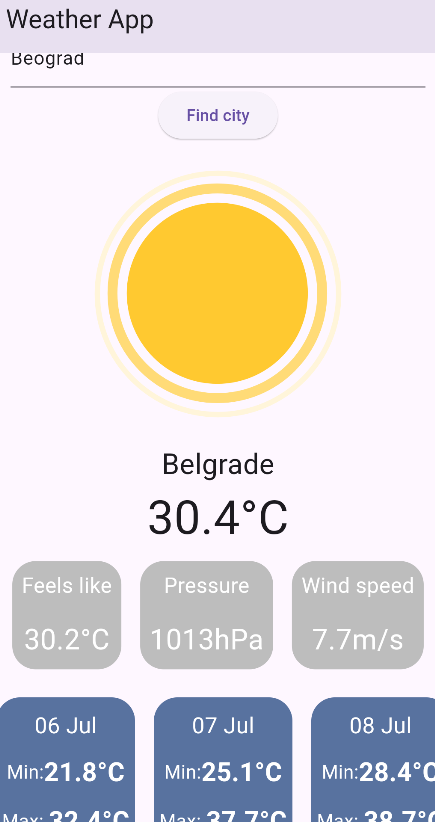 Weather App
Beograd
Find city
Belgrade
30.4°C
Feels like Pressure Wind speed
30.2°C 1013hPa 7.7m/s
06 Jul 07 Jul 08 Jul
Min:21.8°C Min:25.1°C Min:28.4°C
Max: 32.4°C Max: 37.7°C Max: 38.7°C